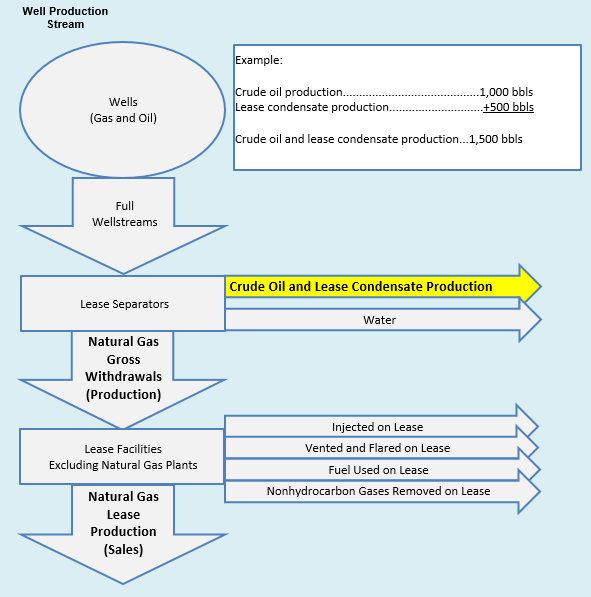 Well Production
Stream
Wells
(Gas and Oil)
Example:
Crude oil production..........................................1,000 bbls
Lease condensate production.............................+500 bbls
Crude oil and lease condensate production...1,500 bbls
Full
Wellstreams
Lease Separators
Crude Oil and Lease Condensate Production
Water
Natural Gas
Gross
Withdrawals
(Production)
Lease Facilities
Excluding Natural Gas Plants
Injected on Lease
Vented and Flared on Lease
Fuel Used on Lease
Nonhydrocarbon Gases Removed on Lease
Natural Gas
Lease
Production
(Sales)